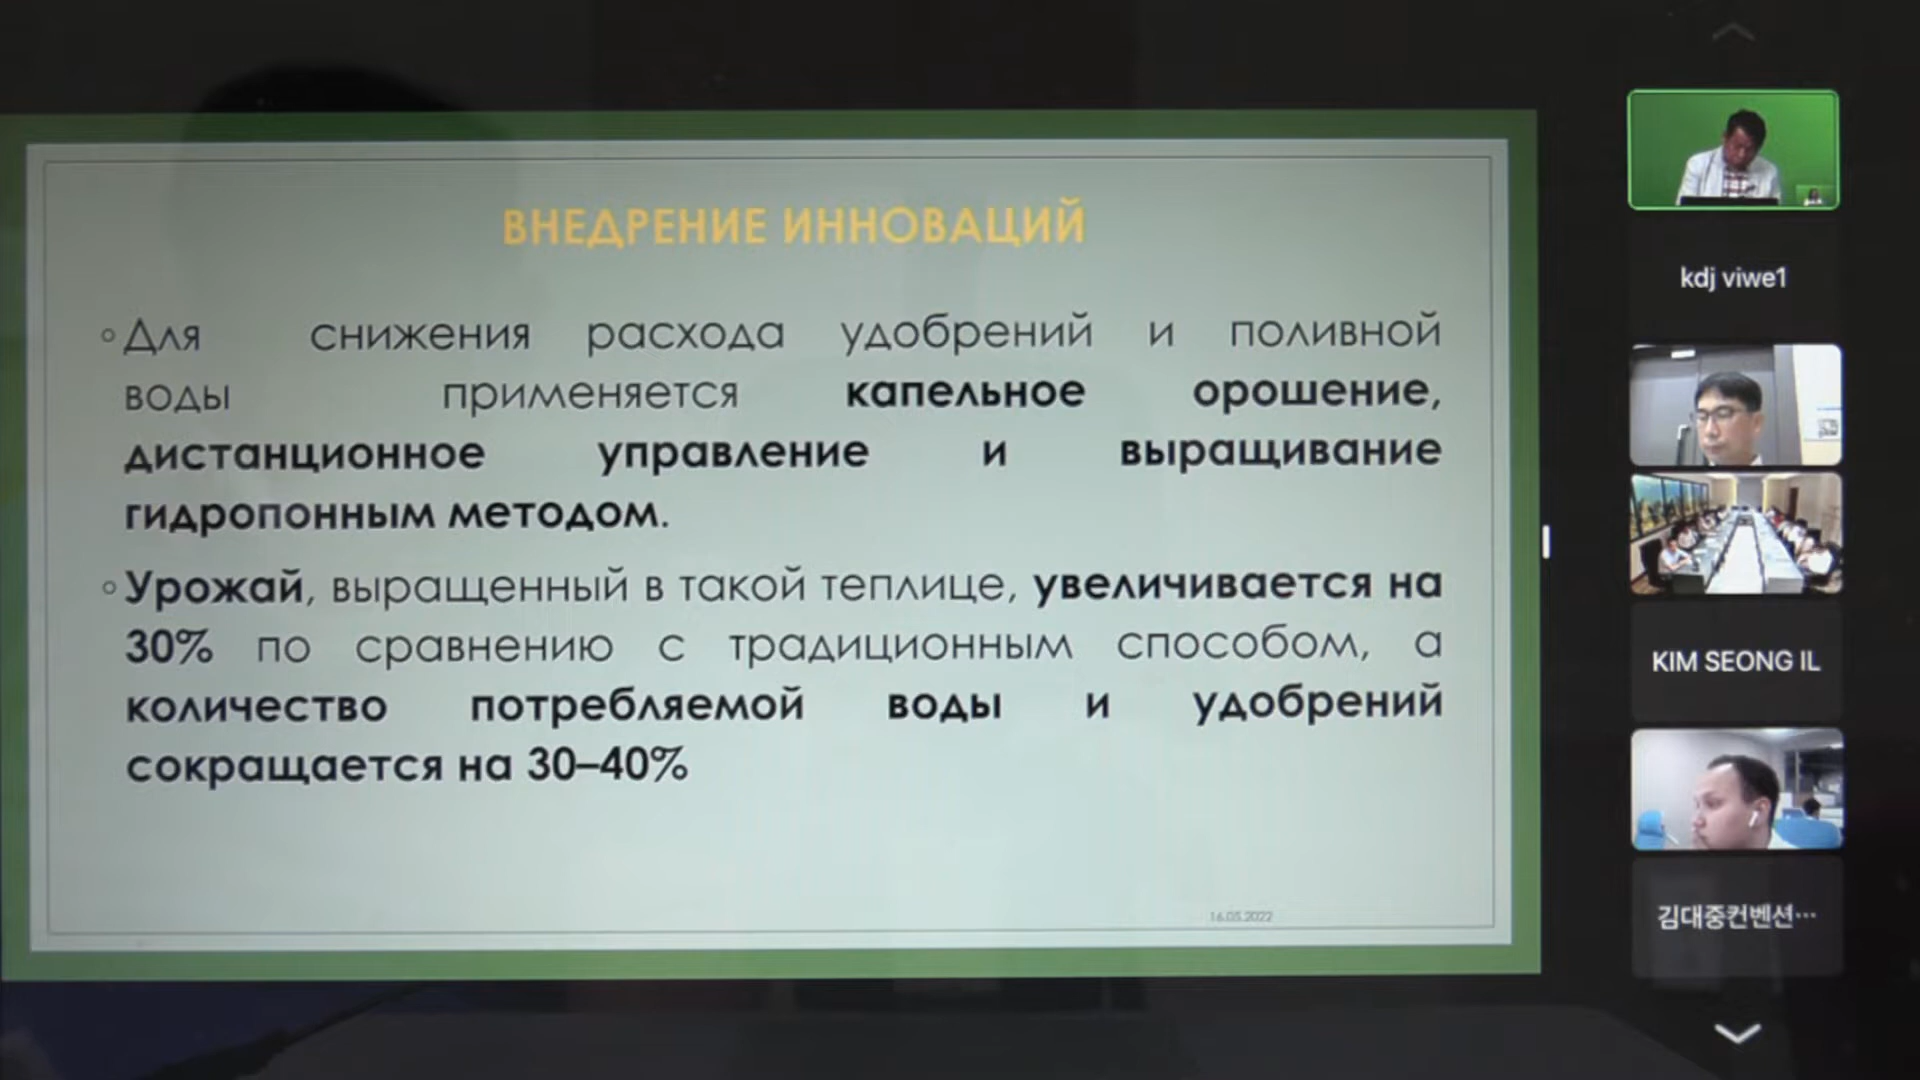 ВНЕДРЕНИЕ ИННОВАЦИЙ
Для снижения расхода удобрений и поливной
воды применяется капельное орошение,
дистанционное управление и выращивание
гидропонным методом.
Урожай, выращенный в такой теплице, увеличивается на
30% по сравнению с традиционным способом, а
количество потребляемой воды и удобрений
сокращается на 30–40%
16.05.2022
kdj viwe1
KIM SEONG IL
김대중컨벤션…